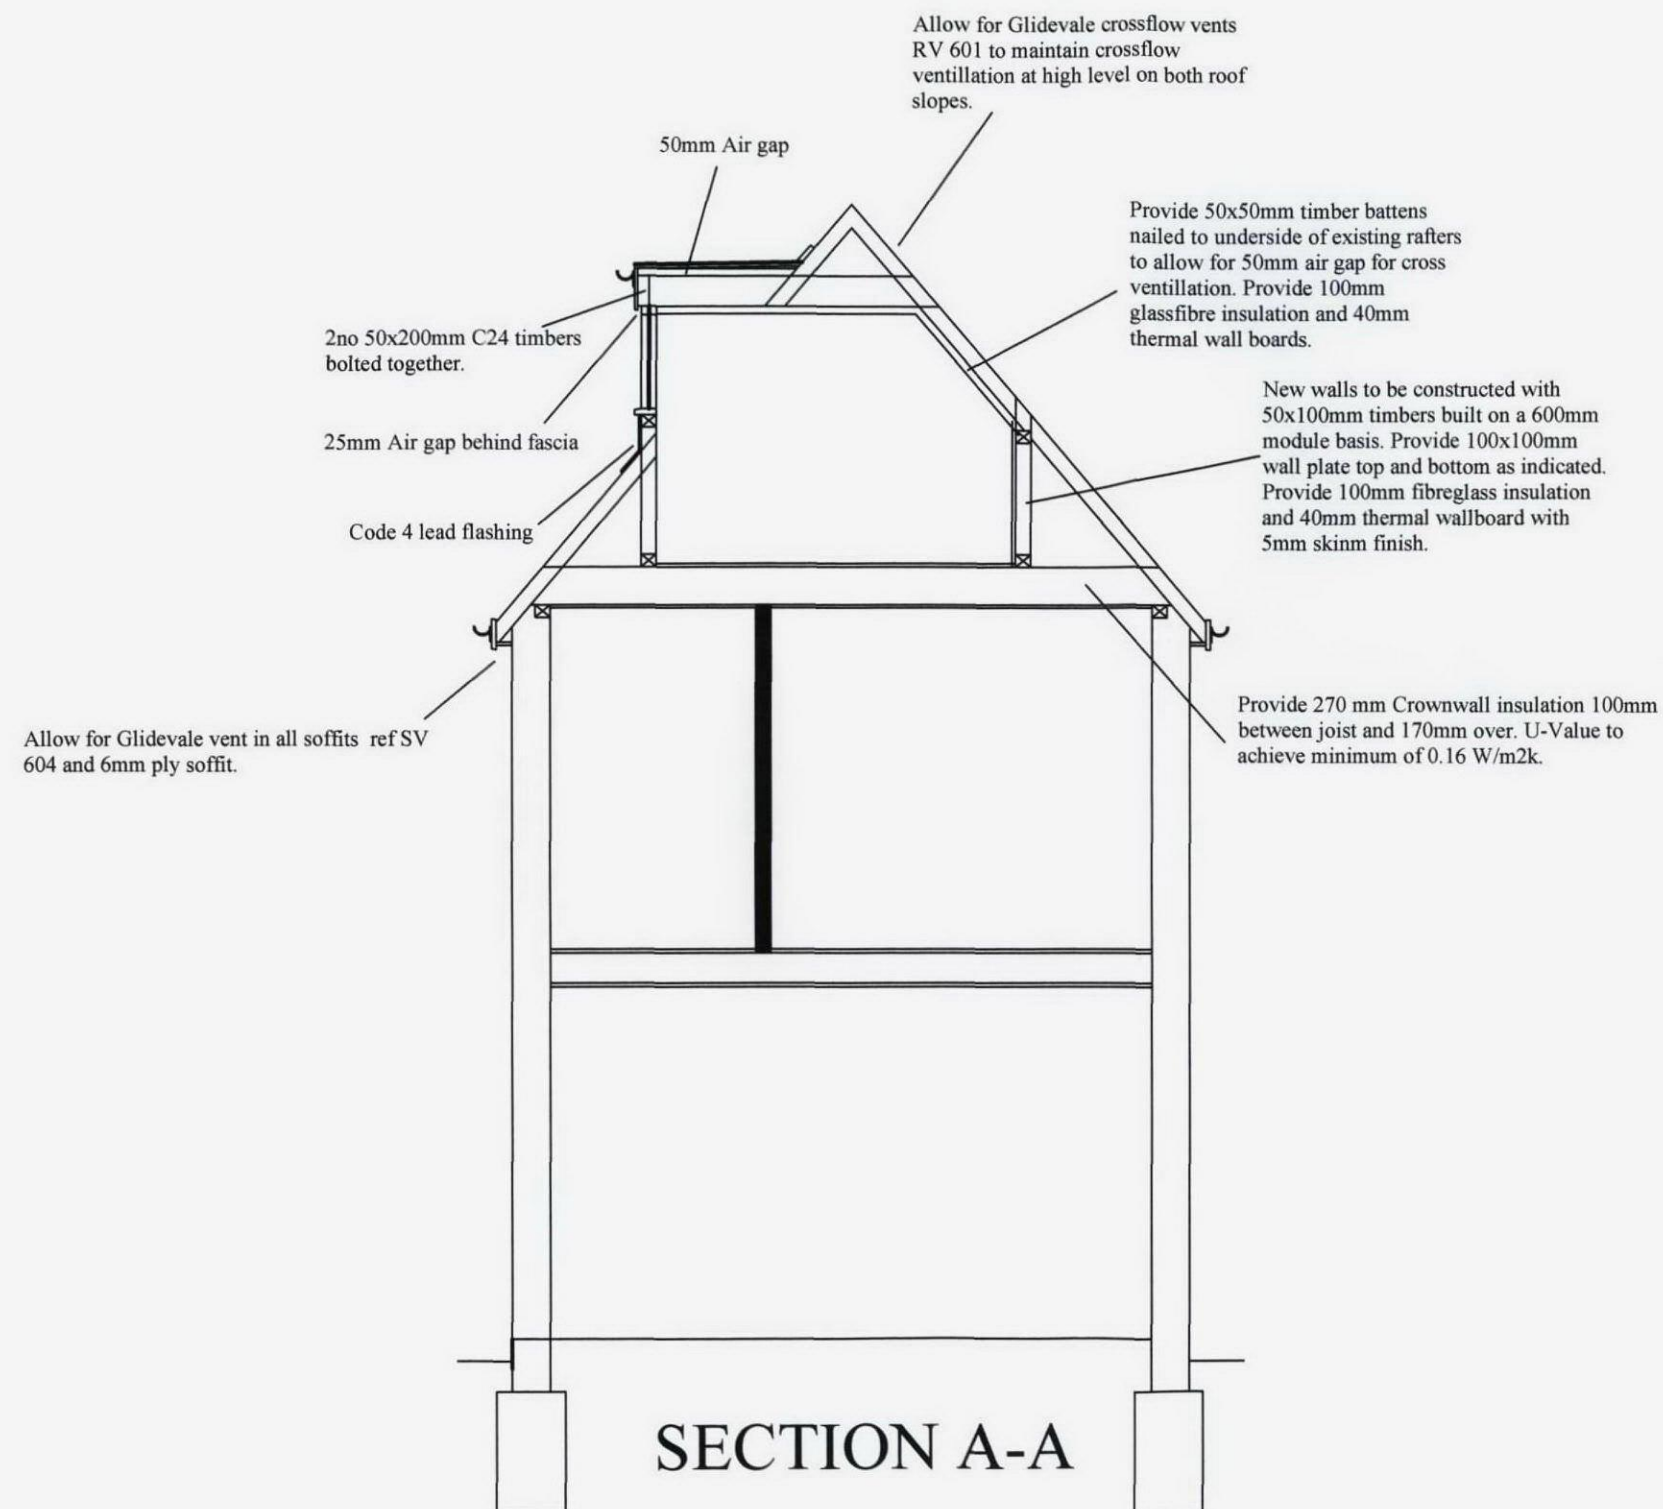 Allow for Glidevale crossflow vents
RV 601 to maintain crossflow
ventillation at high level on both roof
slopes.
50mm Air gap
Provide 50x50mm timber battens
nailed to underside of existing rafters
to allow for 50mm air gap for cross
ventillation. Provide 100mm
glassfibre insulation and 40mm
thermal wall boards.
2no 50x200mm C24 timbers
bolted together.
New walls to be constructed with
50x100mm timbers built on a 600mm
module basis. Provide 100x100mm
wall plate top and bottom as indicated.
Provide 100mm fibreglass insulation
and 40mm thermal wallboard with
5mm skinm finish.
25mm Air gap behind fascia
Code 4 lead flashing
Provide 270 mm Crownwall insulation 100mm
between joist and 170mm over. U-Value to
achieve minimum of 0.16 W/m2k.
Allow for Glidevale vent in all soffits ref SV
604 and 6mm ply soffit.
SECTION A-A